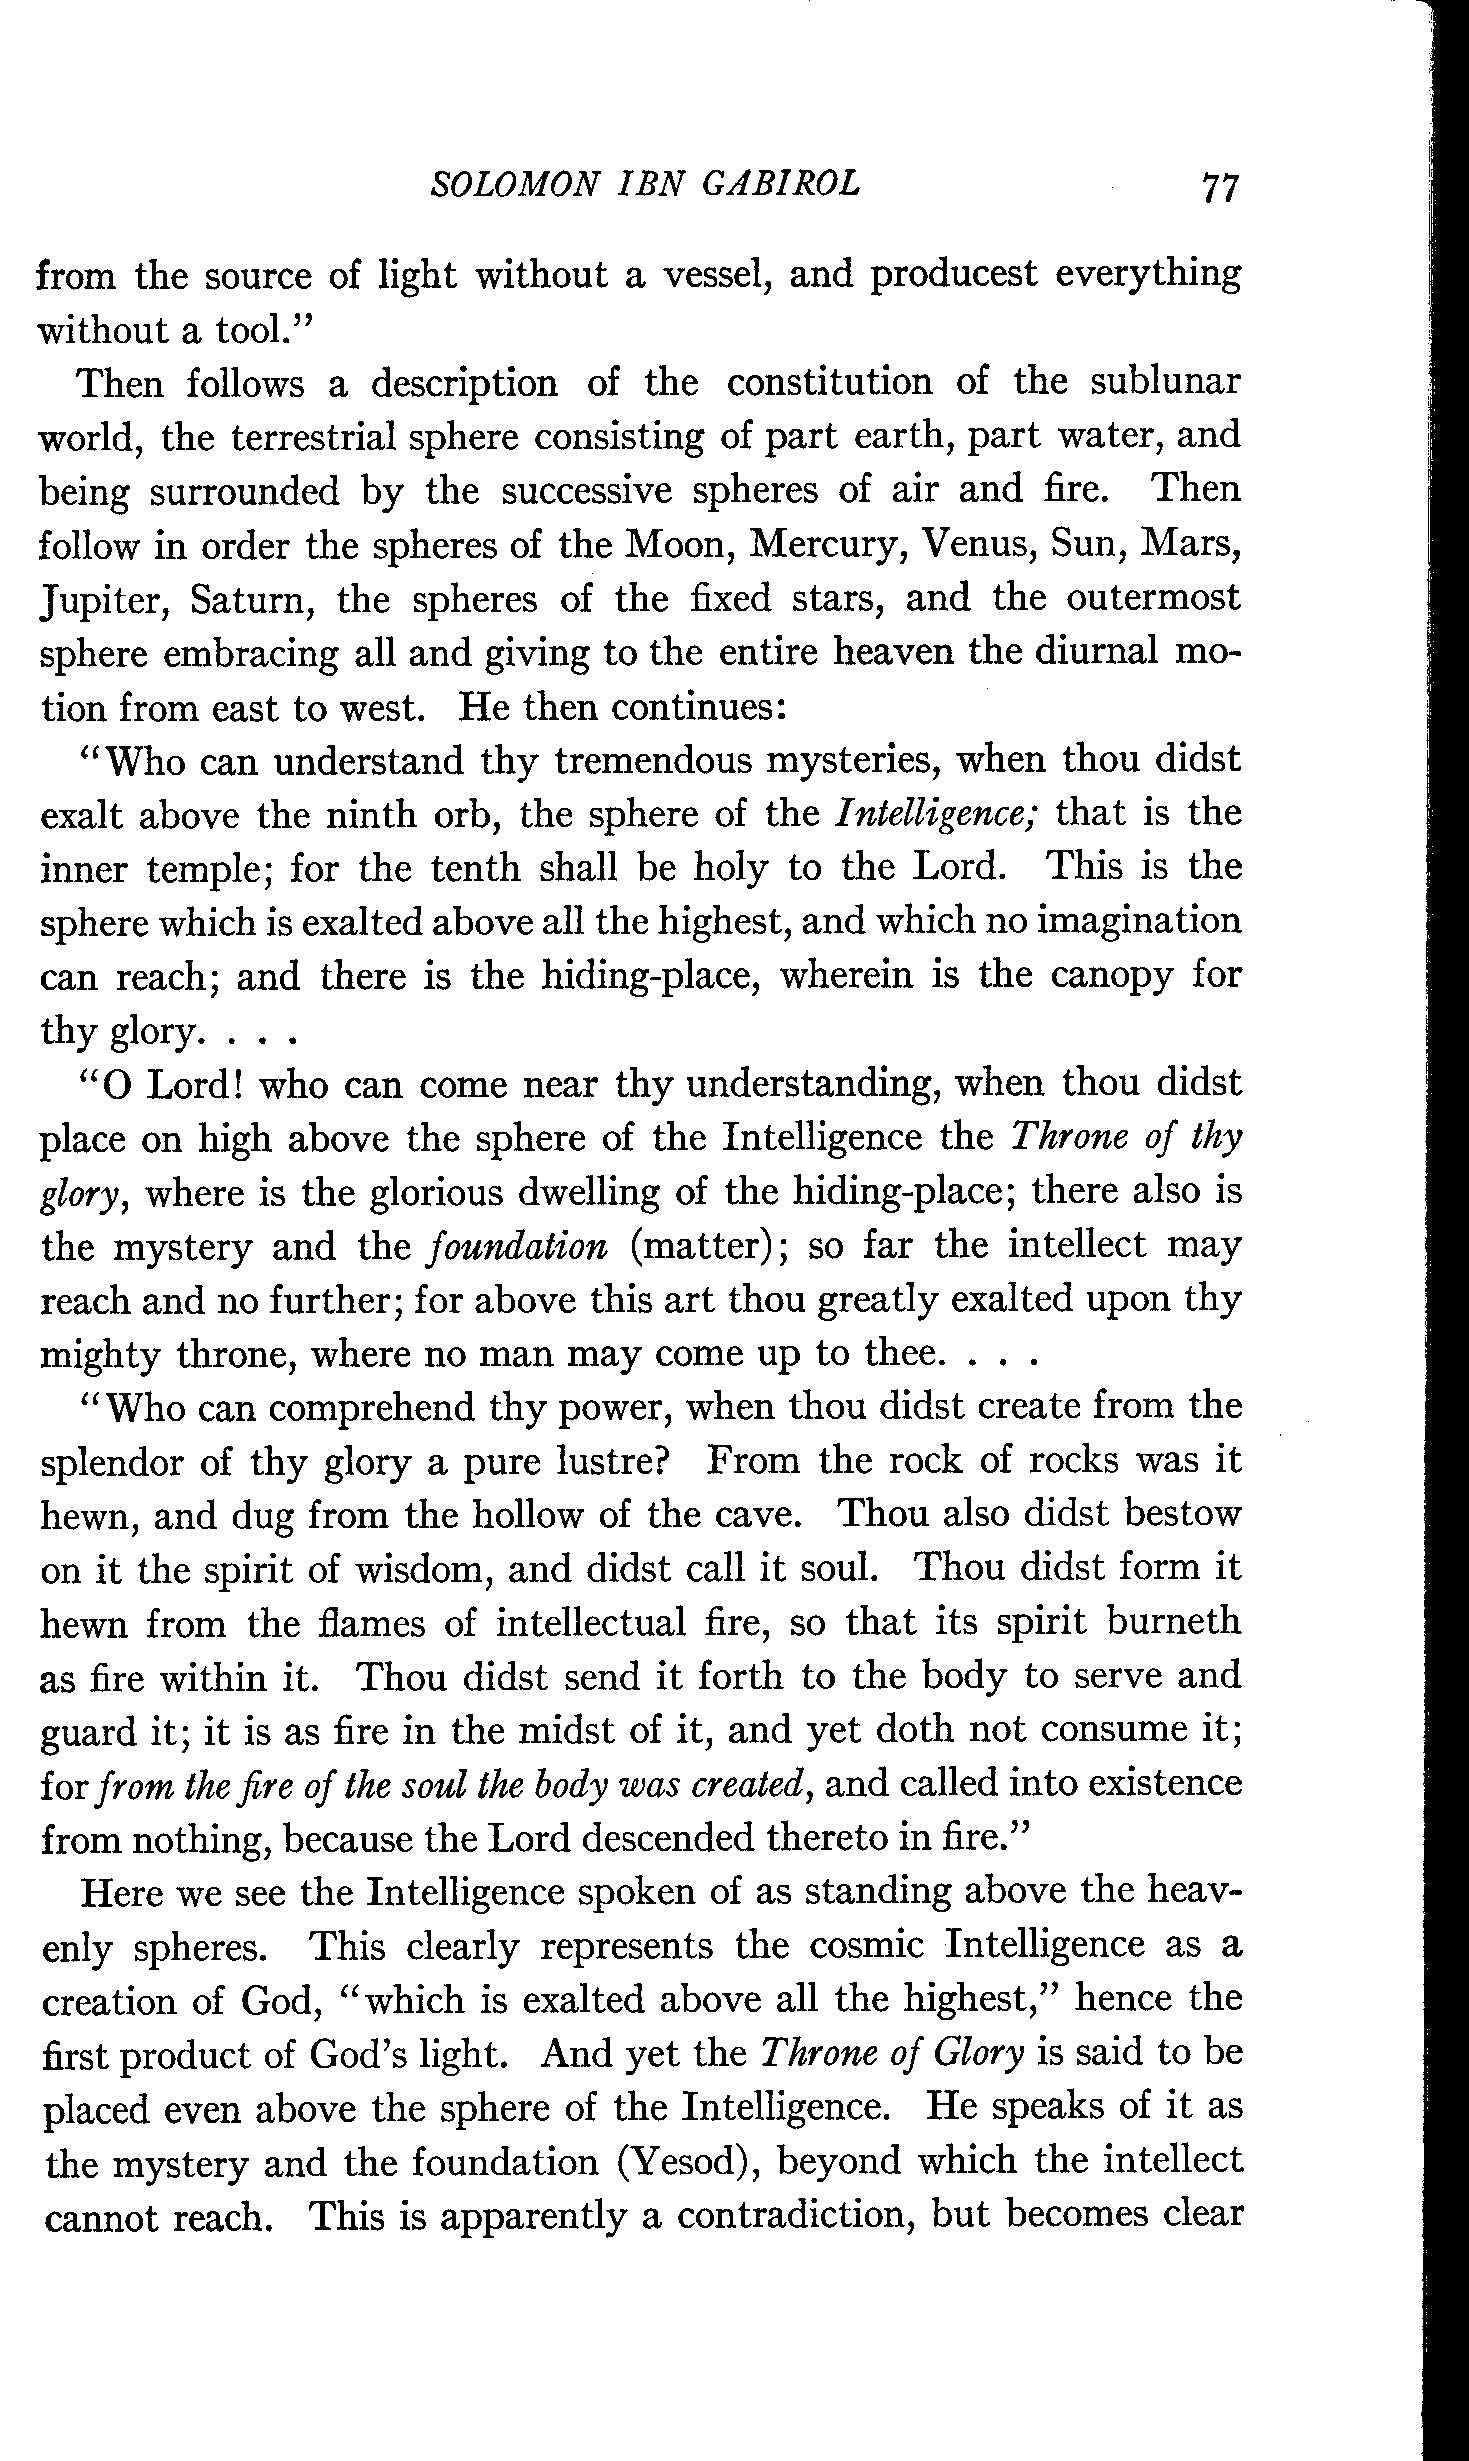 SOLOMON IBN GABIROL 77
from the source of light without a vessel, and producest everything
without a tool.”
Then follows a description of the constitution of the sublunar
world, the terrestrial sphere consisting of part earth, part water, and
being surrounded by the successive spheres of air and fire. Then
follow in order the spheres of the Moon, Mercury, Venus, Sun, Mars,
Jupiter, Saturn, the spheres of the fixed stars, and the outermost
sphere embracing all and giving to the entire heaven the diurnal mo-
tion from east to west. He then continues:
“Who can understand thy tremendous mysteries, when thou didst
exalt above the ninth orb, the sphere of the Intelligence; that is the
inner temple; for the tenth shall be holy to the Lord. This is the
sphere which is exalted above all the highest, and which no imagination
can reach; and there is the hiding-place, wherein is the canopy for
thy glory. . . .
“O Lord! who can come near thy understanding, when thou didst
place on high above the sphere of the Intelligence the Throne of thy
glory, where is the glorious dwelling of the hiding-place; there also is
the mystery and the foundation (matter); so far the intellect may
reach and no further; for above this art thou greatly exalted upon thy
mighty throne, where no man may come up to thee. . . .
“Who can comprehend thy power, when thou didst create from the
splendor of thy glory a pure lustre? From the rock of rocks was it
hewn, and dug from the hollow of the cave. Thou also didst bestow
on it the spirit of wisdom, and didst call it soul. Thou didst form it
hewn from the flames of intellectual fire, so that its spirit burneth
as fire within it. Thou didst send it forth to the body to serve and
guard it; it is as fire in the midst of it, and yet doth not consume it;
for from the fire of the soul the body was created, and called into existence
from nothing, because the Lord descended thereto in fire.”
Here we see the Intelligence spoken of as standing above the heav-
enly spheres. This clearly represents the cosmic Intelligence as a
creation of God, “which is exalted above all the highest,” hence the
first product of God’s light. And yet the Throne of Glory is said to be
placed even above the sphere of the Intelligence. He speaks of it as
the mystery and the foundation (Yesod), beyond which the intellect
cannot reach. This is apparently a contradiction, but becomes clear